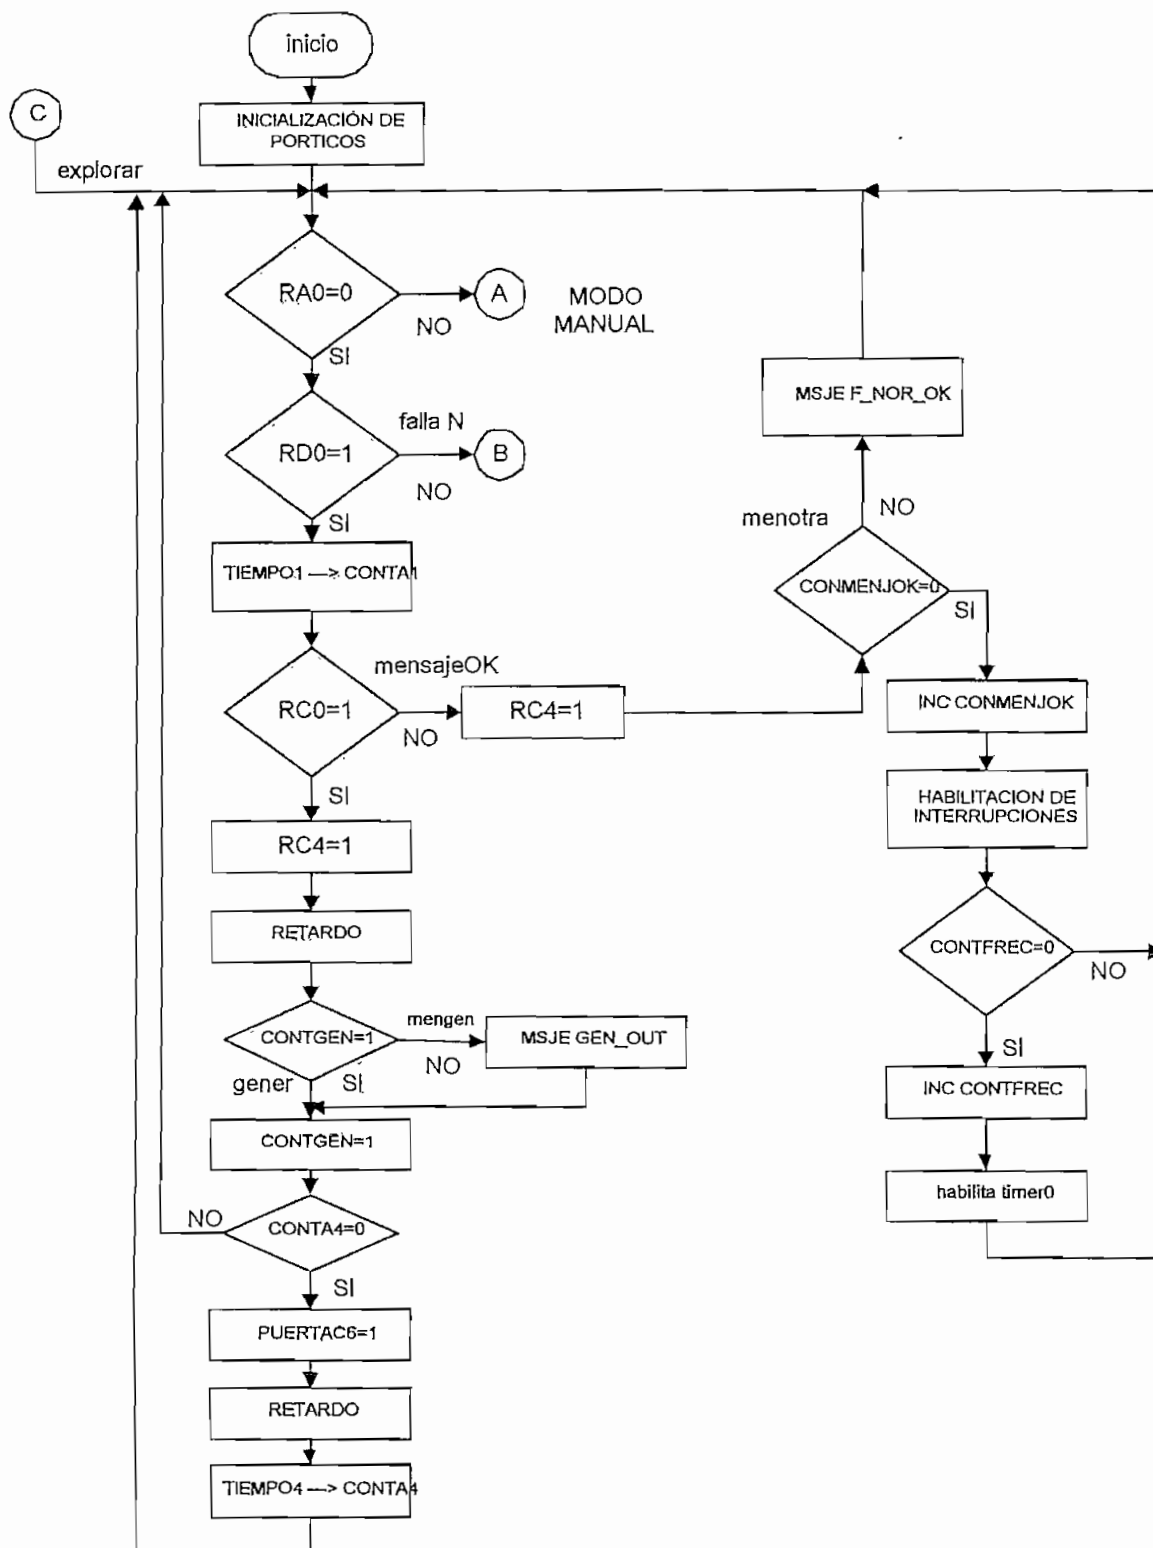 inicio
C
INICIALIZACIÓN DE
PORTICOS
explorar
RA0=0
A
NO
MODO
MANUAL
SI
RD0=1
falla N
B
NO
SI
TIEMPO1 —> CONTA1
RC0=1
mensajeOK
NO
RC4=1
SI
RC4=1
RETARDO
CONTGEN=1
mengen
NO
MSJE GEN_OUT
gener
SI
CONTGEN=1
CONTA4=0
NO
SI
PUERTAC6=1
RETARDO
TIEMPO4 —> CONTA4
MSJE F_NOR_OK
menotra
NO
CONMENJOK=0
SI
INC CONMENJOK
HABILITACION DE
INTERRUPCIONES
CONTFREC=0
NO
SI
INC CONTFREC
habilita timer0